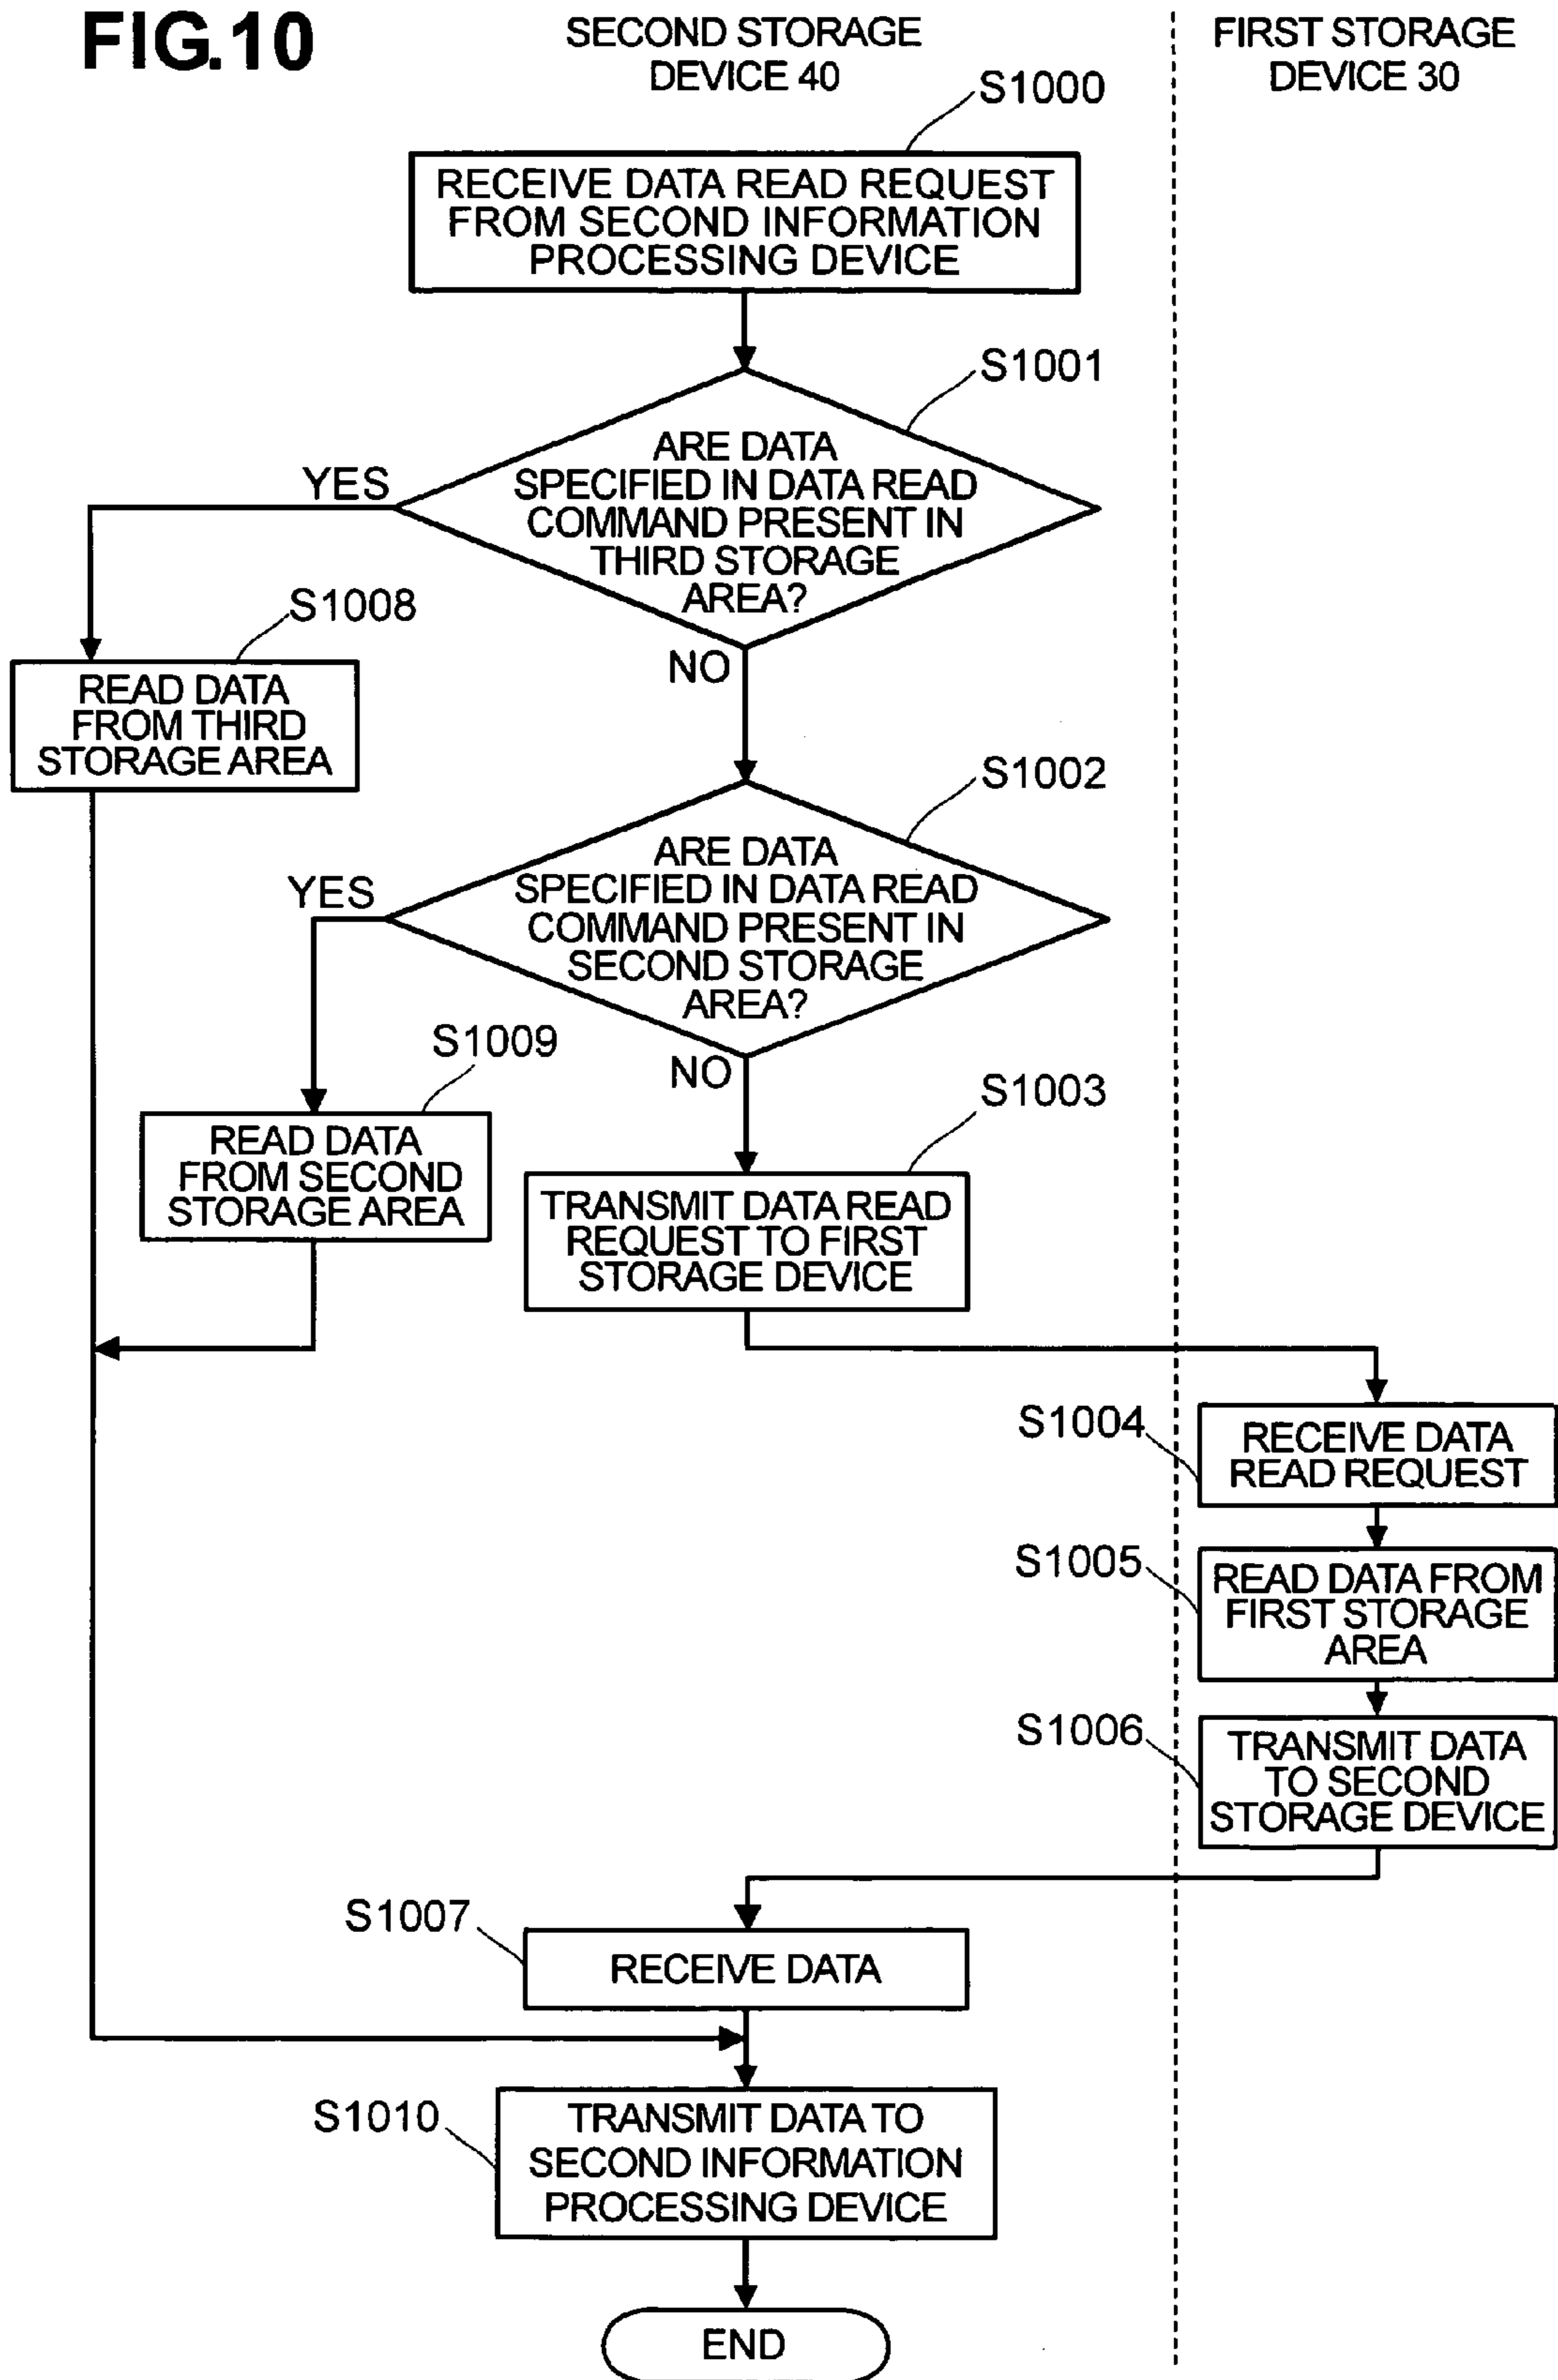 FIG.10
SECOND STORAGE
DEVICE 40
FIRST STORAGE
DEVICE 30
S1000
RECEIVE DATA READ REQUEST
FROM SECOND INFORMATION
PROCESSING DEVICE
S1001
ARE DATA
SPECIFIED IN DATA READ
COMMAND PRESENT IN
THIRD STORAGE
AREA?
YES
NO
S1008
READ DATA
FROM THIRD
STORAGE AREA
S1002
ARE DATA
SPECIFIED IN DATA READ
COMMAND PRESENT IN
SECOND STORAGE
AREA?
YES
NO
S1009
READ DATA
FROM SECOND
STORAGE AREA
S1003
TRANSMIT DATA READ
REQUEST TO FIRST
STORAGE DEVICE
S1004
RECEIVE DATA
READ REQUEST
S1005
READ DATA FROM
FIRST STORAGE
AREA
S1006
TRANSMIT DATA
TO SECOND
STORAGE DEVICE
S1007
RECEIVE DATA
S1010
TRANSMIT DATA TO
SECOND INFORMATION
PROCESSING DEVICE
END